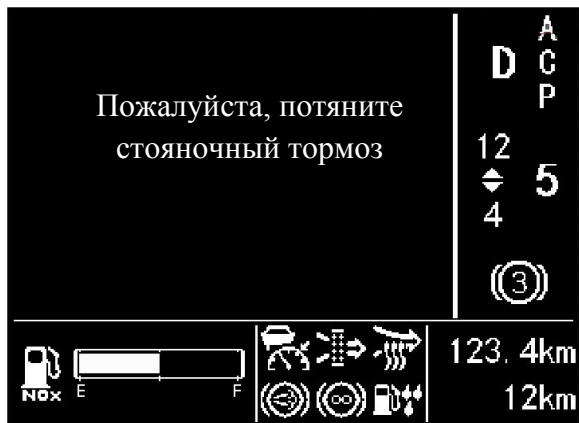 Пожалуйста, потяните
стояночный тормоз
D
A
C
P
12
5
4
3
NOx
E
F
123. 4km
12km